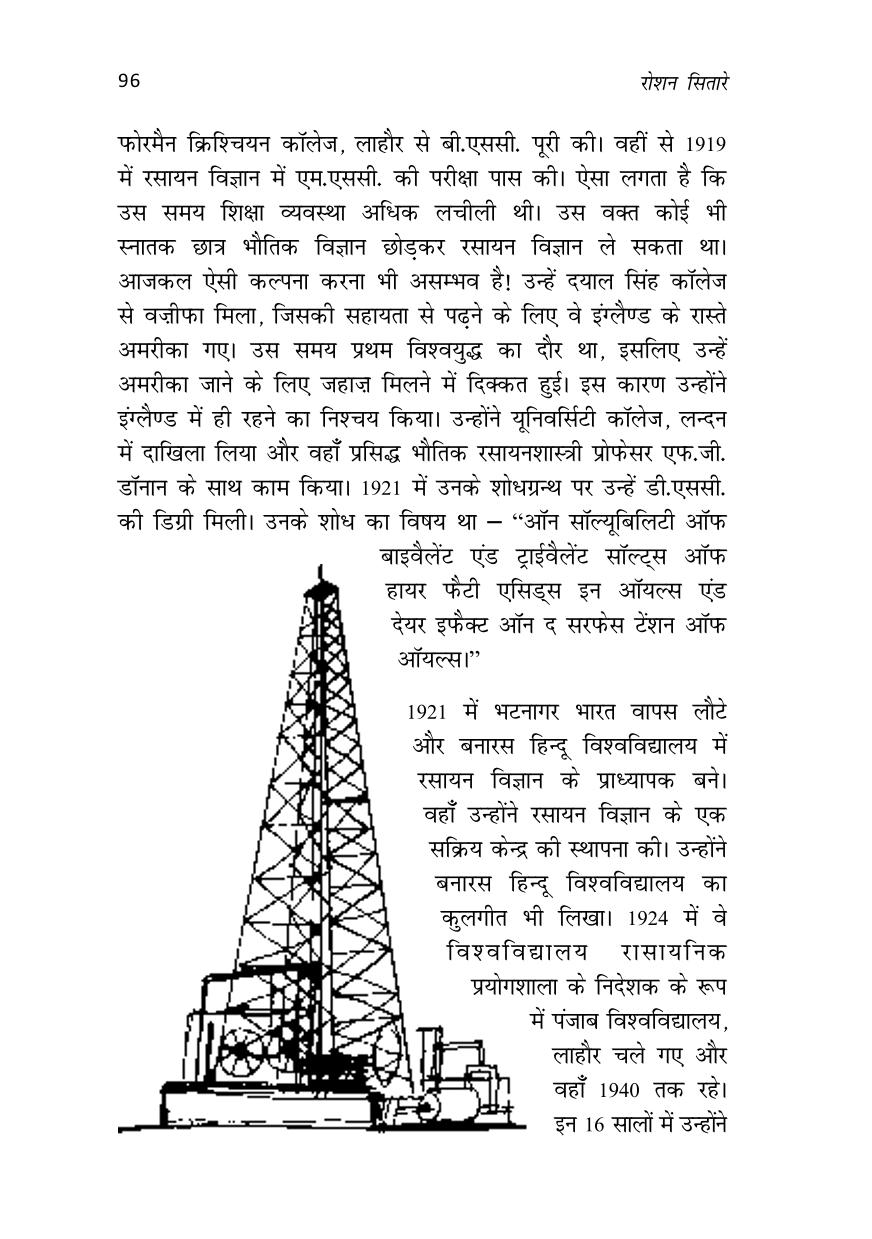 96
रोशन सितारे
फोरमैन क्रिश्चियन कॉलेज, लाहौर से बी.एससी. पूरी की। वहीं से 1919
में रसायन विज्ञान में एम.एससी. की परीक्षा पास की। ऐसा लगता है कि
उस समय शिक्षा व्यवस्था अधिक लचीली थी। उस वक्त कोई भी
स्नातक छात्र भौतिक विज्ञान छोड़कर रसायन विज्ञान ले सकता था।
आजकल ऐसी कल्पना करना भी असम्भव है! उन्हें दयाल सिंह कॉलेज
से वज़ीफा मिला, जिसकी सहायता से पढ़ने के लिए वे इंग्लैण्ड के रास्ते
अमरीका गए। उस समय प्रथम विश्वयुद्ध का दौर था, इसलिए उन्हें
अमरीका जाने के लिए जहाज़ मिलने में दिक्कत हुई। इस कारण उन्होंने
इंग्लैण्ड में ही रहने का निश्चय किया। उन्होंने यूनिवर्सिटी कॉलेज, लन्दन
में दाखिला लिया और वहाँ प्रसिद्ध भौतिक रसायनशास्त्री प्रोफेसर एफ.जी.
डॉनान के साथ काम किया। 1921 में उनके शोधग्रन्थ पर उन्हें डी.एससी.
की डिग्री मिली। उनके शोध का विषय था – “ऑन सॉल्यूबिलिटी ऑफ
बाइवैलेंट एंड ट्राईवैलेंट सॉल्ट्स ऑफ
हायर फैटी एसिड्स इन ऑयल्स एंड
देयर इफैक्ट ऑन द सरफेस टेंशन ऑफ
ऑयल्स।”
1921 में भटनागर भारत वापस लौटे
और बनारस हिन्दू विश्वविद्यालय में
रसायन विज्ञान के प्राध्यापक बने।
वहाँ उन्होंने रसायन विज्ञान के एक
सक्रिय केन्द्र की स्थापना की। उन्होंने
बनारस हिन्दू विश्वविद्यालय का
कुलगीत भी लिखा। 1924 में वे
विश्वविद्यालय रासायनिक
प्रयोगशाला के निदेशक के रूप
में पंजाब विश्वविद्यालय,
लाहौर चले गए और
वहाँ 1940 तक रहे।
इन 16 सालों में उन्होंने